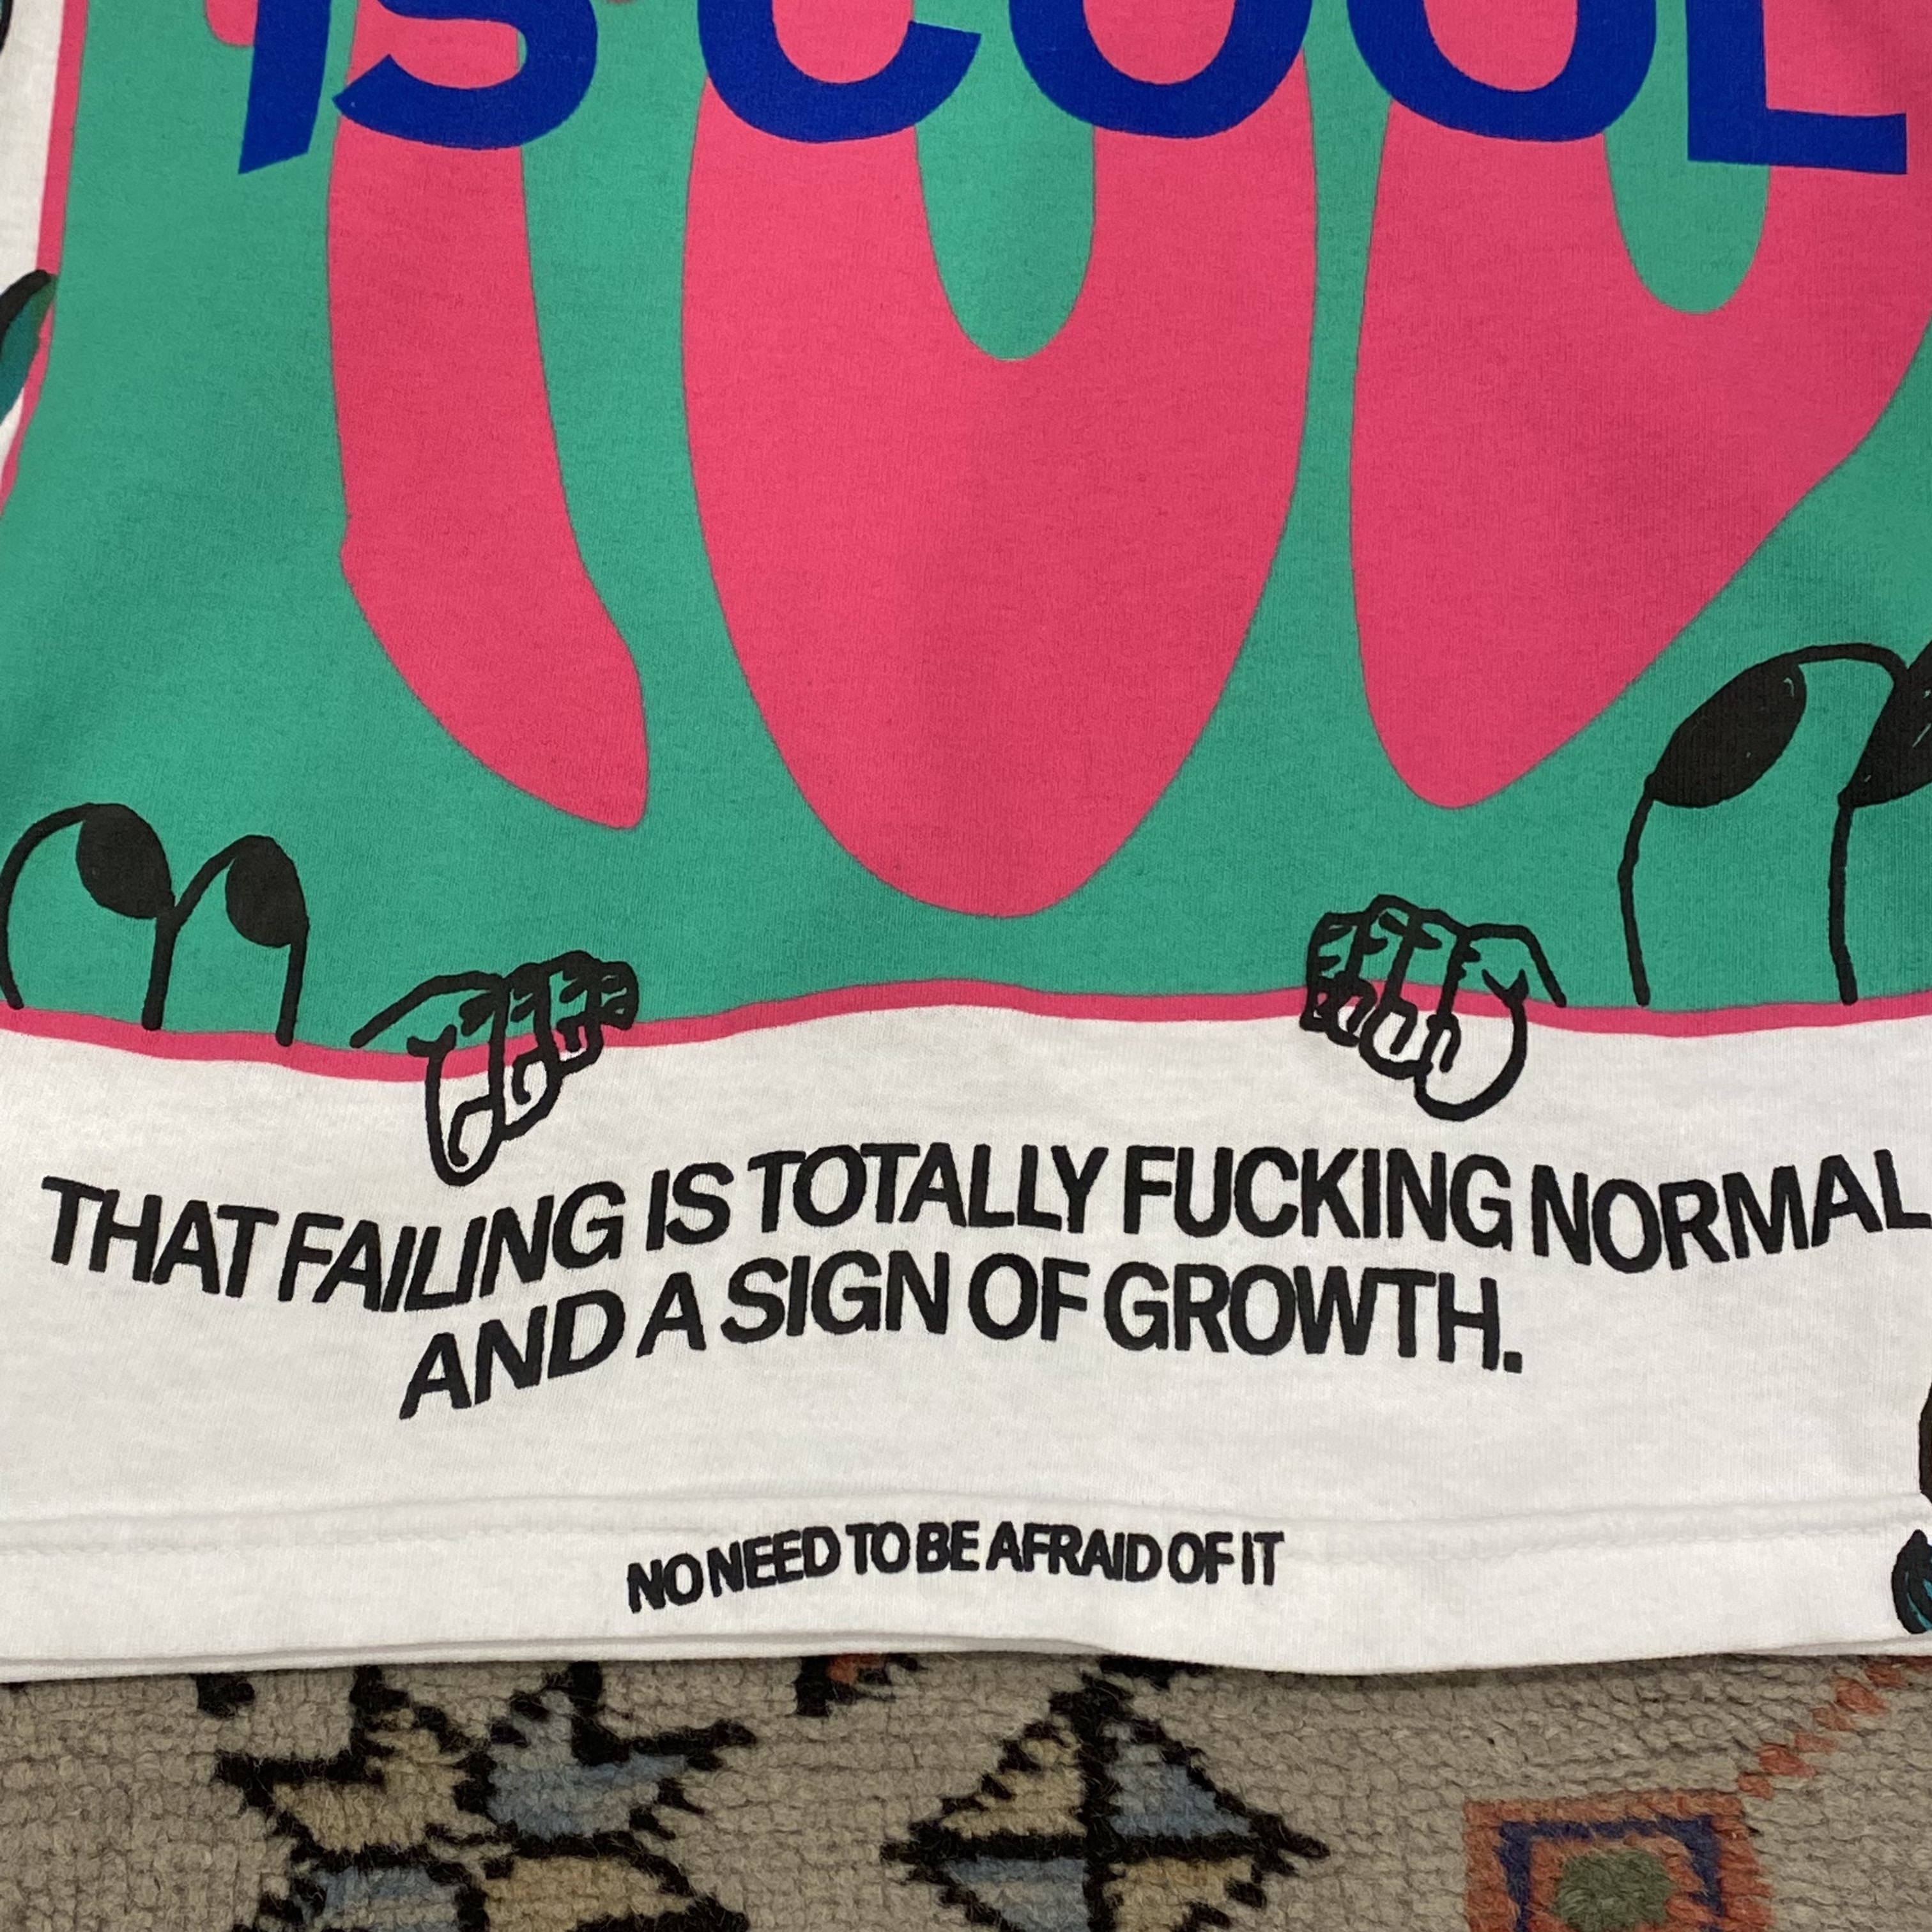 IS COOL
THAT FAILING IS TOTALLY FUCKING NORMAL
AND A SIGN OF GROWTH.
NO NEED TO BE AFRAID OF IT